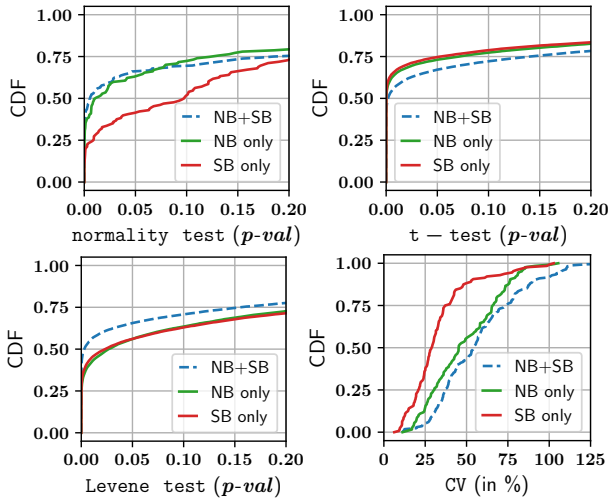 CDF
1.00
0.75
0.50
0.25
0.00
NB+SB
NB only
SB only
0.00 0.05 0.10 0.15 0.20
normality test (p-val)
CDF
1.00
0.75
0.50
0.25
0.00
NB+SB
NB only
SB only
0.00 0.05 0.10 0.15 0.20
t − test (p-val)
CDF
1.00
0.75
0.50
0.25
0.00
NB+SB
NB only
SB only
0.00 0.05 0.10 0.15 0.20
Levene test (p-val)
CDF
1.00
0.75
0.50
0.25
0.00
NB+SB
NB only
SB only
0 25 50 75 100 125
CV (in %)